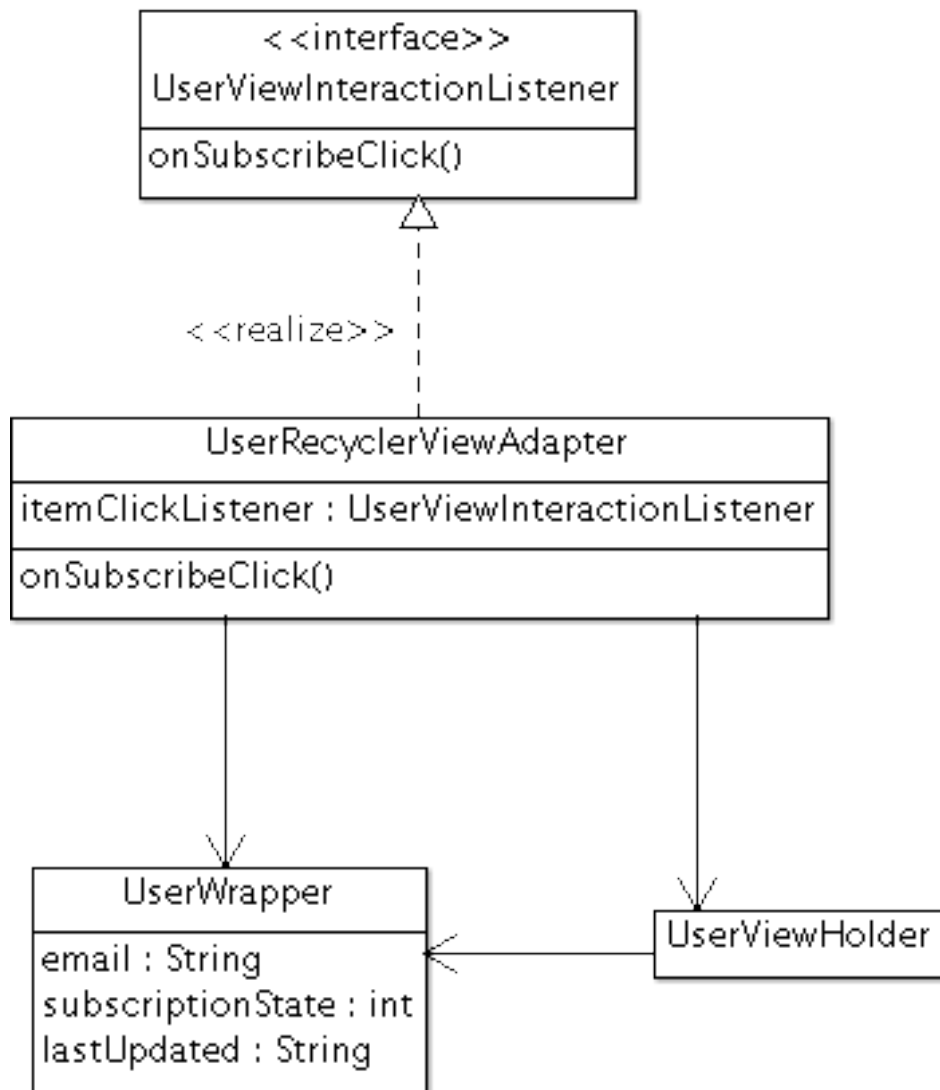 <<interface>>
UserViewInteractionListener
onSubscribeClick()
<<realize>>
UserRecyclerViewAdapter
itemClickListener : UserViewInteractionListener
onSubscribeClick()
UserWrapper
email : String
subscriptionState : int
lastUpdated : String
UserViewHolder